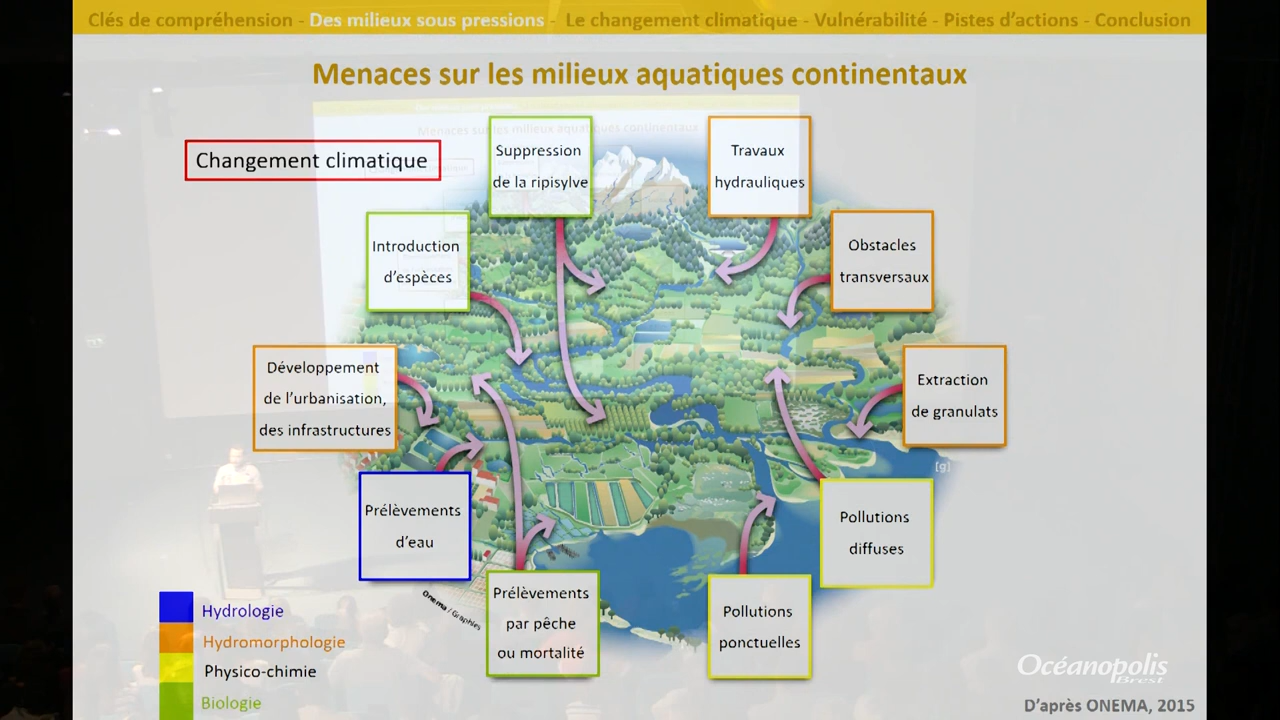 Clés de compréhension - Des milieux sous pressions - Le changement climatique - Vulnérabilité - Pistes d'actions - Conclusion
Menaces sur les milieux aquatiques continentaux
Changement climatique
Suppression
de la ripisylve
Travaux
hydrauliques
Introduction
d'espèces
Obstacles
transversaux
Développement
de l'urbanisation,
des infrastructures
Extraction
de granulats
[g]
Prélèvements
d'eau
Pollutions
diffuses
Prélèvements
par pêche
ou mortalité
Pollutions
ponctuelles
Onema / Graphies
Hydrologie
Hydromorphologie
Physico-chimie
Biologie
Océanopolis
Brest
D'après ONEMA, 2015